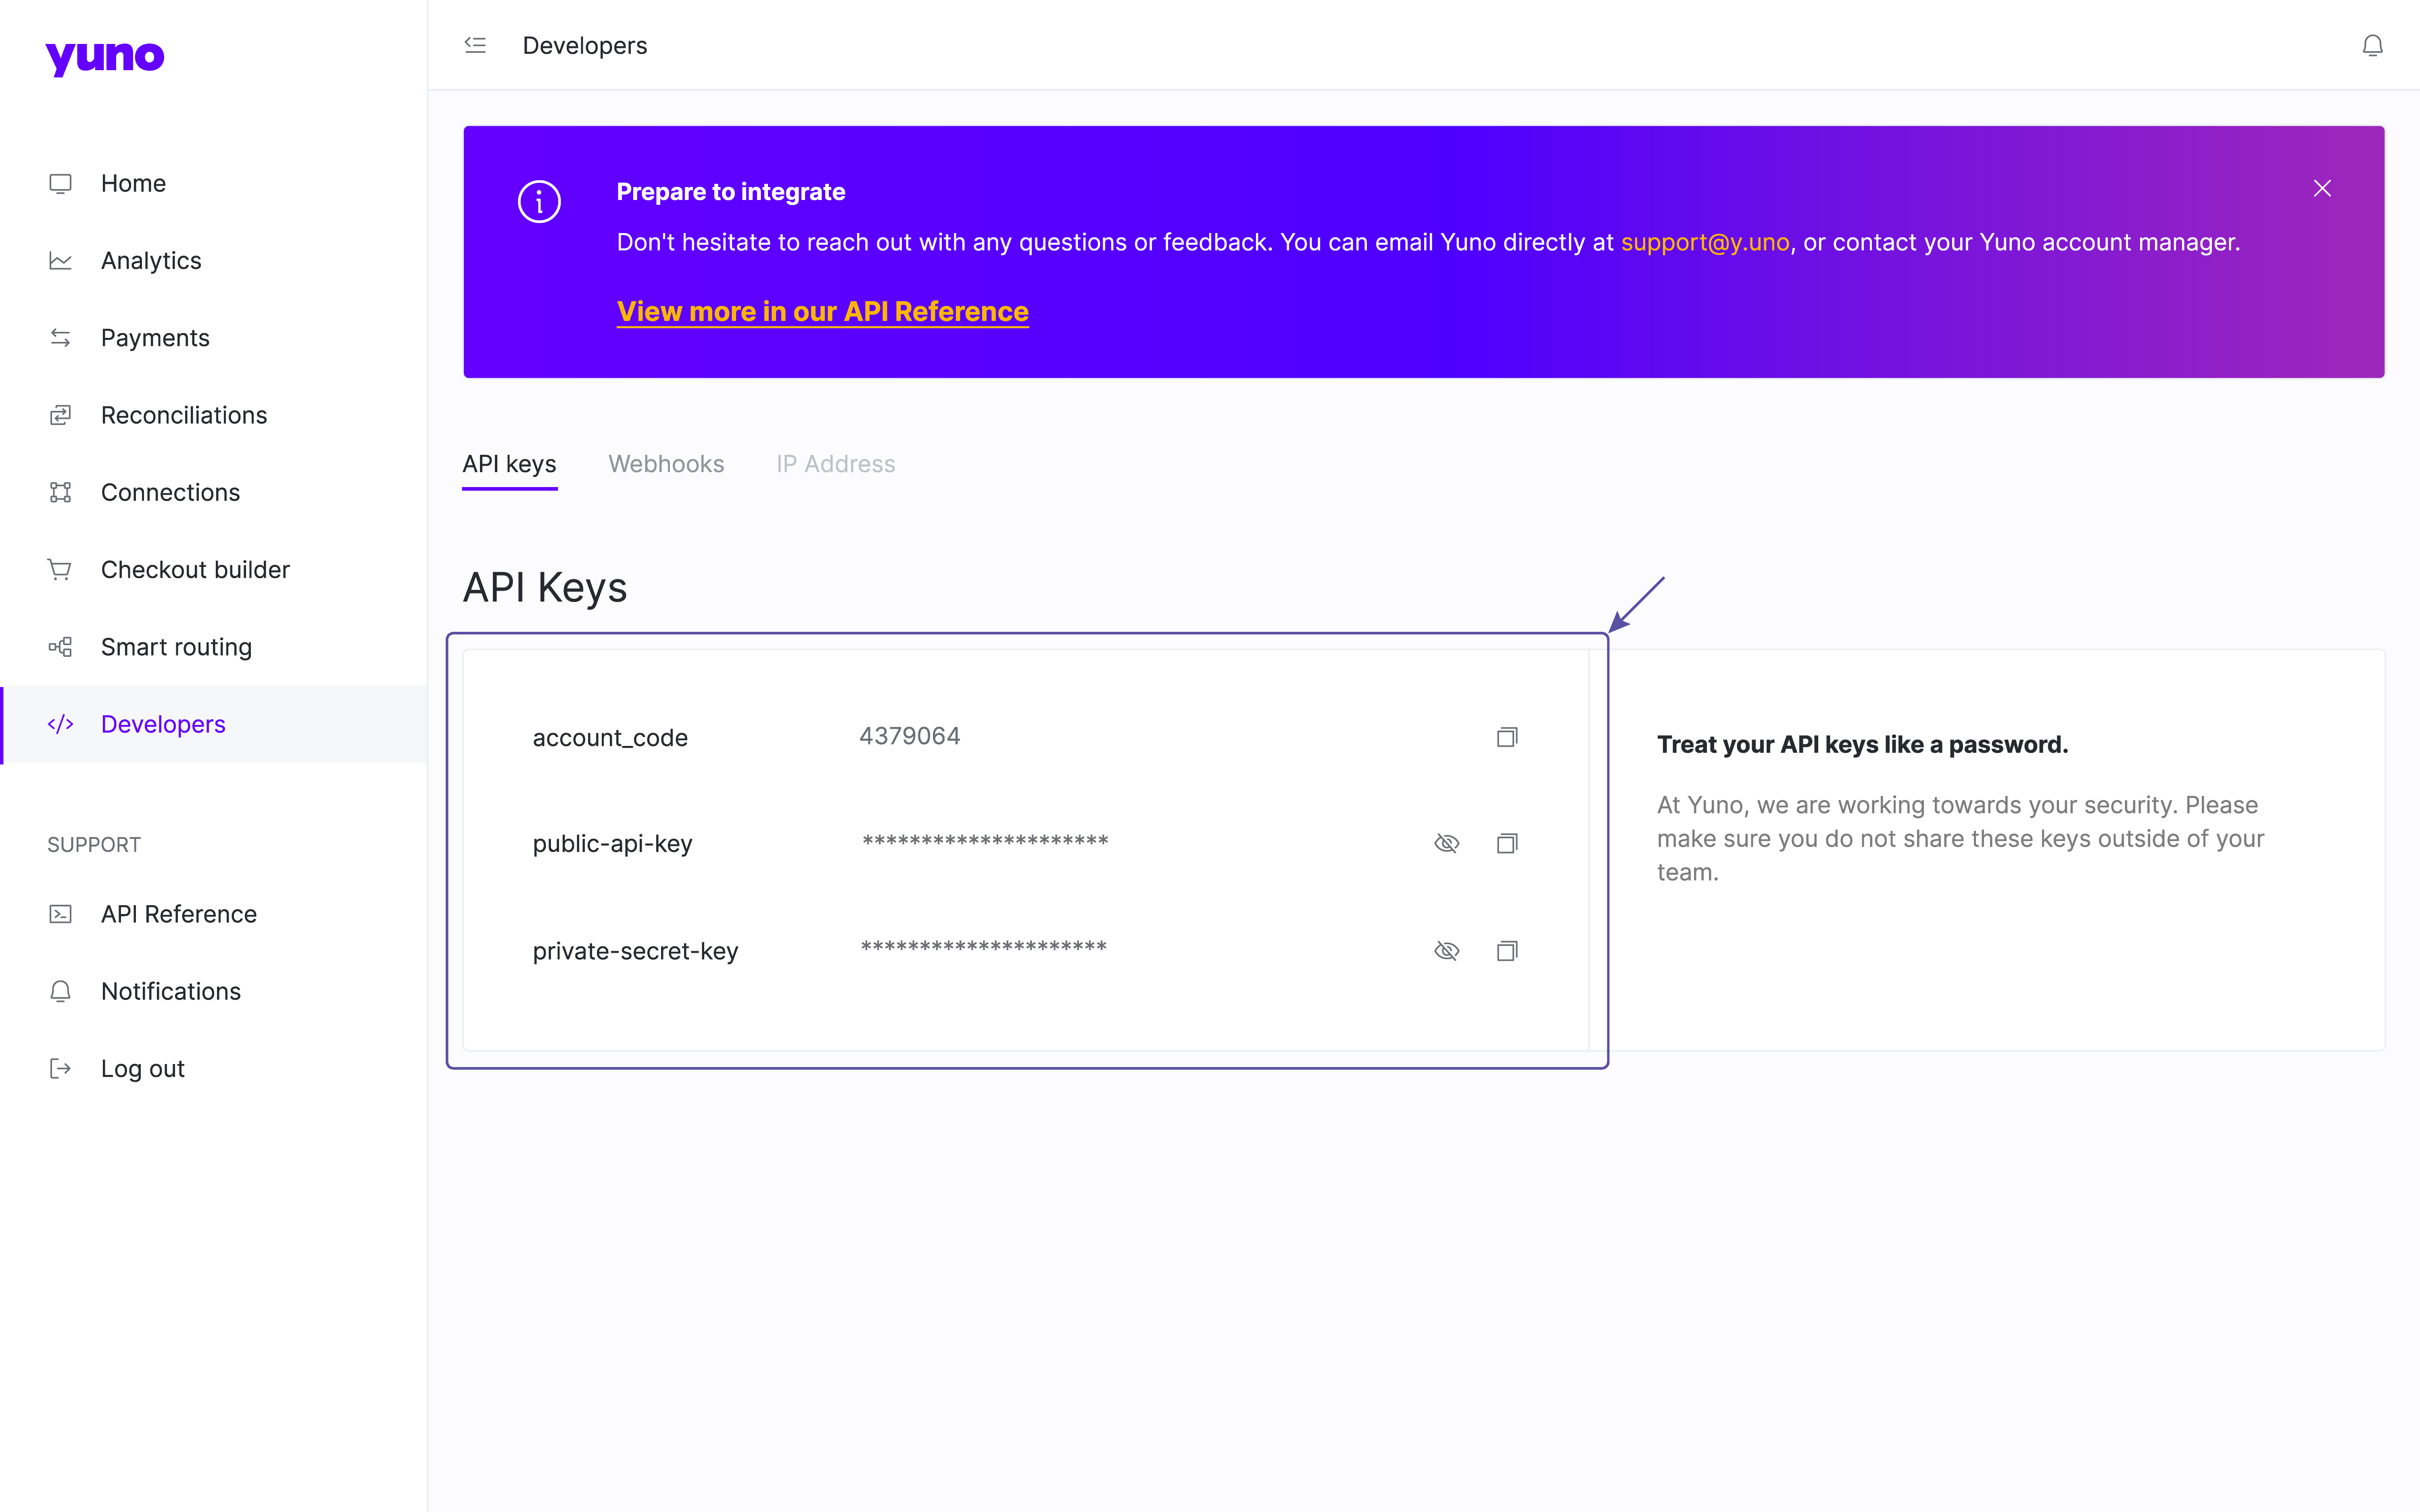 yuno
Home
Analytics
Payments
Reconciliations
Connections
Checkout builder
Smart routing
Developers
SUPPORT
API Reference
Notifications
Log out
Developers
Prepare to integrate
Don't hesitate to reach out with any questions or feedback. You can email Yuno directly at support@y.uno, or contact your Yuno account manager.
View more in our API Reference
API keys Webhooks IP Address
API Keys
account_code 4379064
public-api-key *********************
private-secret-key *********************
Treat your API keys like a password.
At Yuno, we are working towards your security. Please
make sure you do not share these keys outside of your
team.